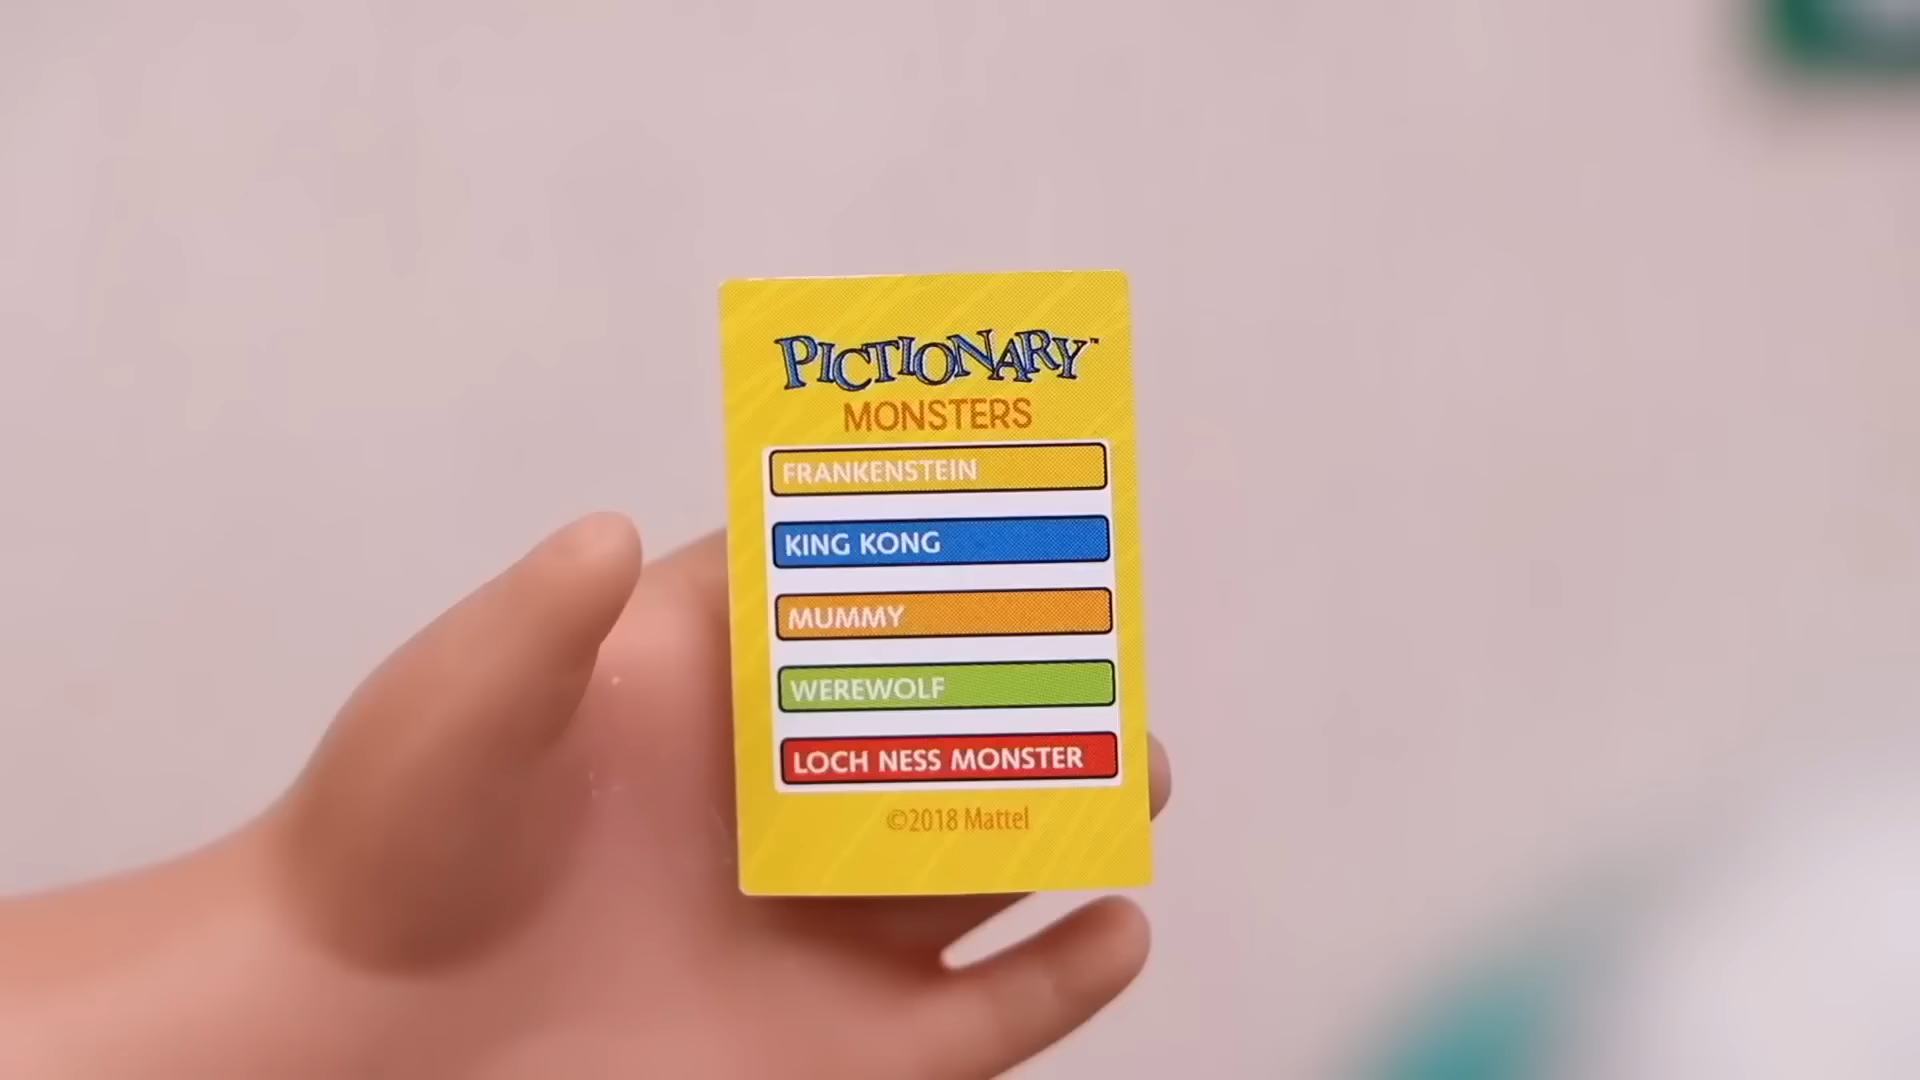 PICTIONARY™
MONSTERS
FRANKENSTEIN
KING KONG
MUMMY
WEREWOLF
LOCH NESS MONSTER
©2018 Mattel